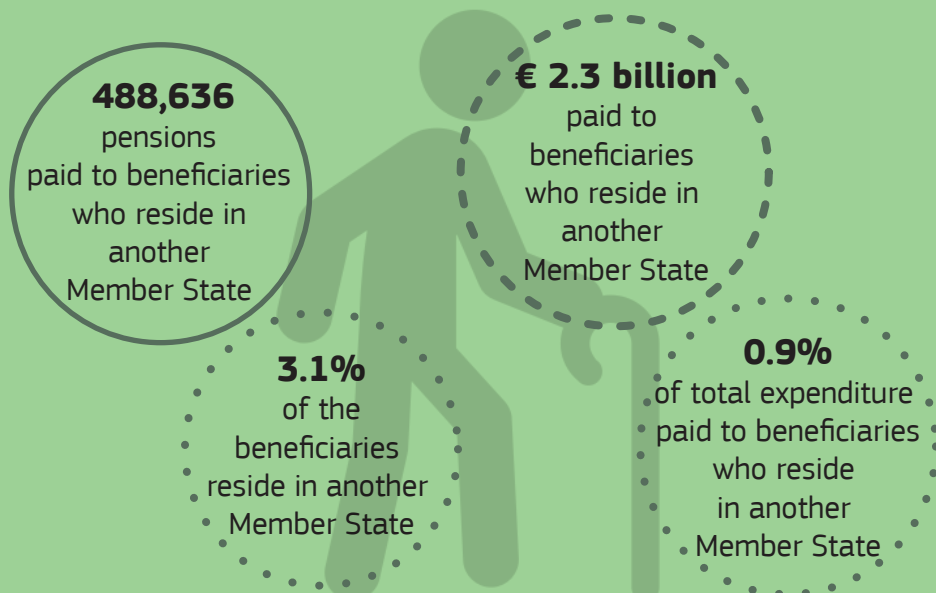 488,636
pensions
paid to beneficiaries
who reside in
another
Member State
€ 2.3 billion
paid to
beneficiaries
who reside in
another
Member State
3.1%
of the
beneficiaries
reside in another
Member State
0.9%
of total expenditure
paid to beneficiaries
who reside
in another
Member State